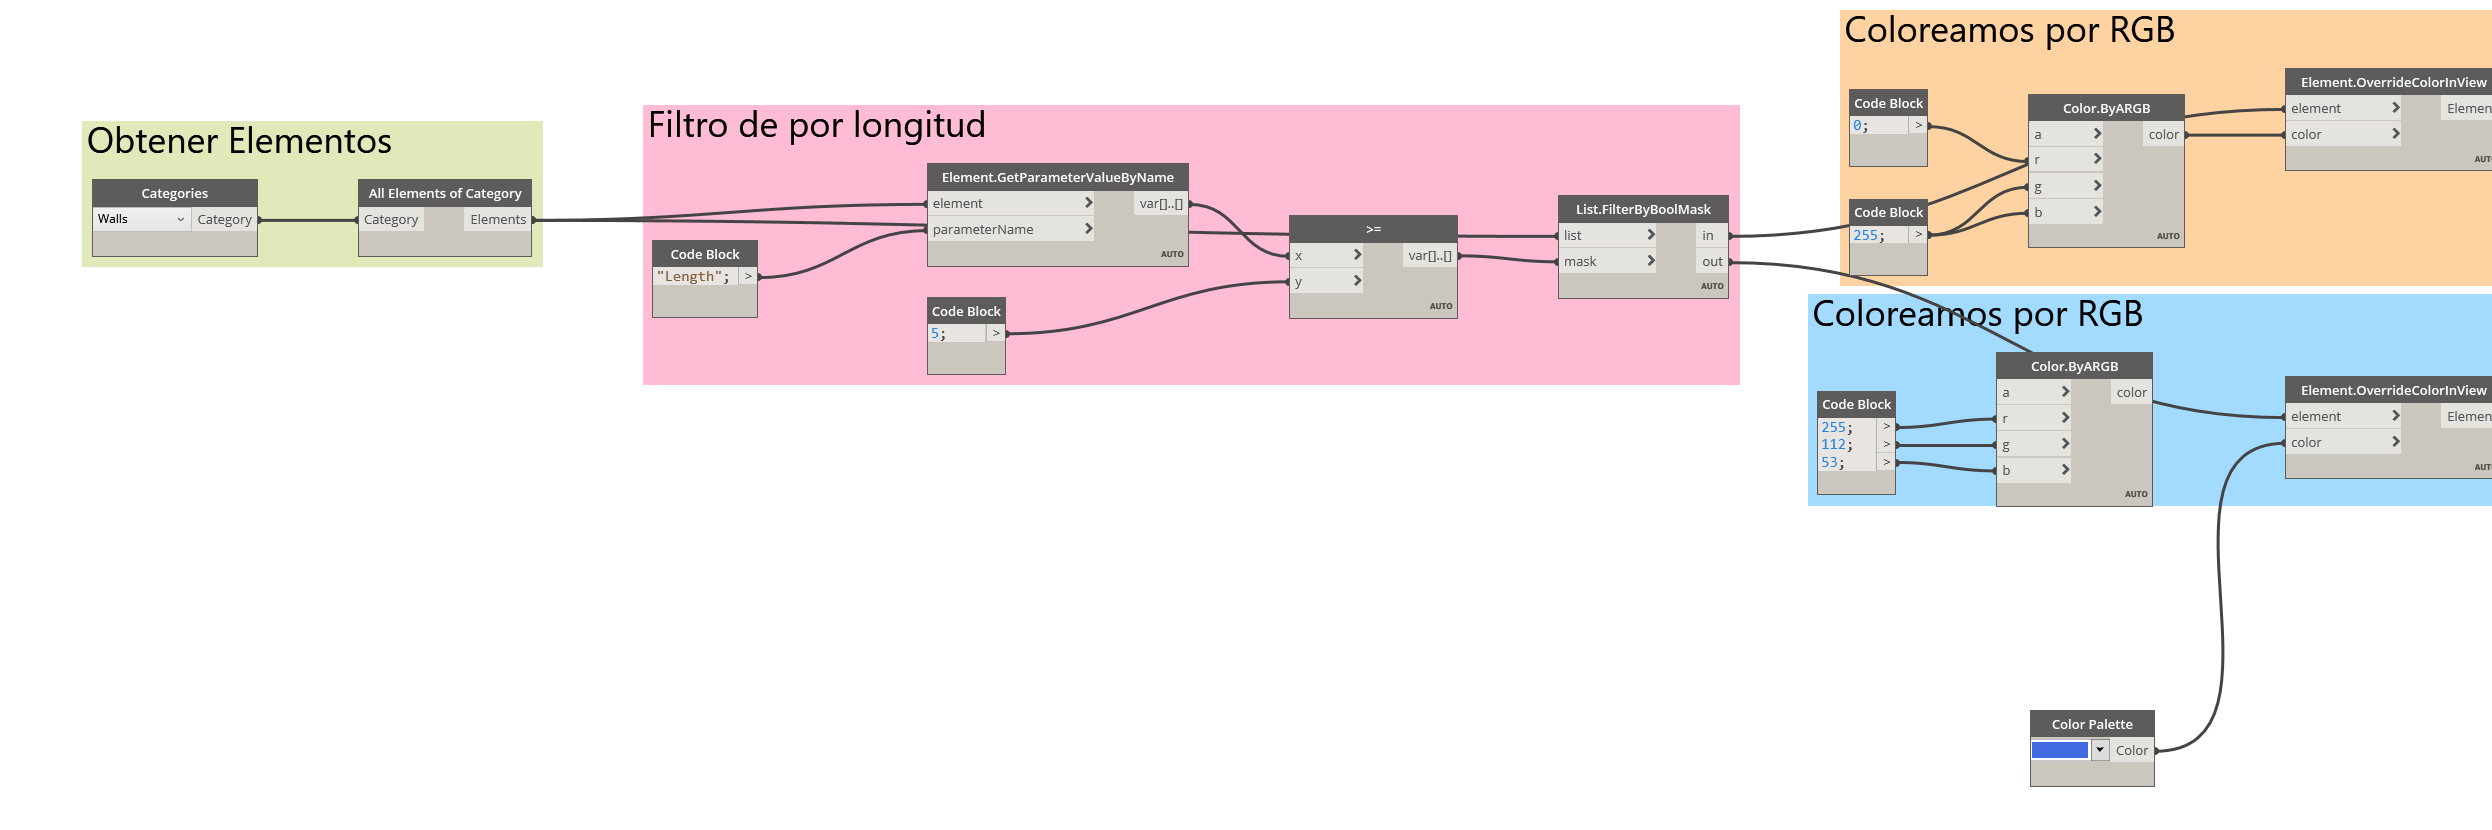 Obtener Elementos
Categories
Walls
Category
All Elements of Category
Category
Elements
Filtro de por longitud
Code Block
"Length";
>
Element.GetParameterValueByName
element
parameterName
var[]..[]
AUTO
Code Block
5;
>
>=
x
y
var[]..[]
AUTO
List.FilterByBoolMask
list
mask
in
out
AUTO
Coloreamos por RGB
Code Block
0;
>
Code Block
255;
>
Color.ByARGB
a
r
g
b
color
AUTO
Element.OverrideColorInView
element
color
Elemen
AUT
Coloreamos por RGB
Code Block
255; >
112; >
53; >
Color.ByARGB
a
r
g
b
color
AUTO
Element.OverrideColorInView
element
color
Elemen
AUT
Color Palette
Color